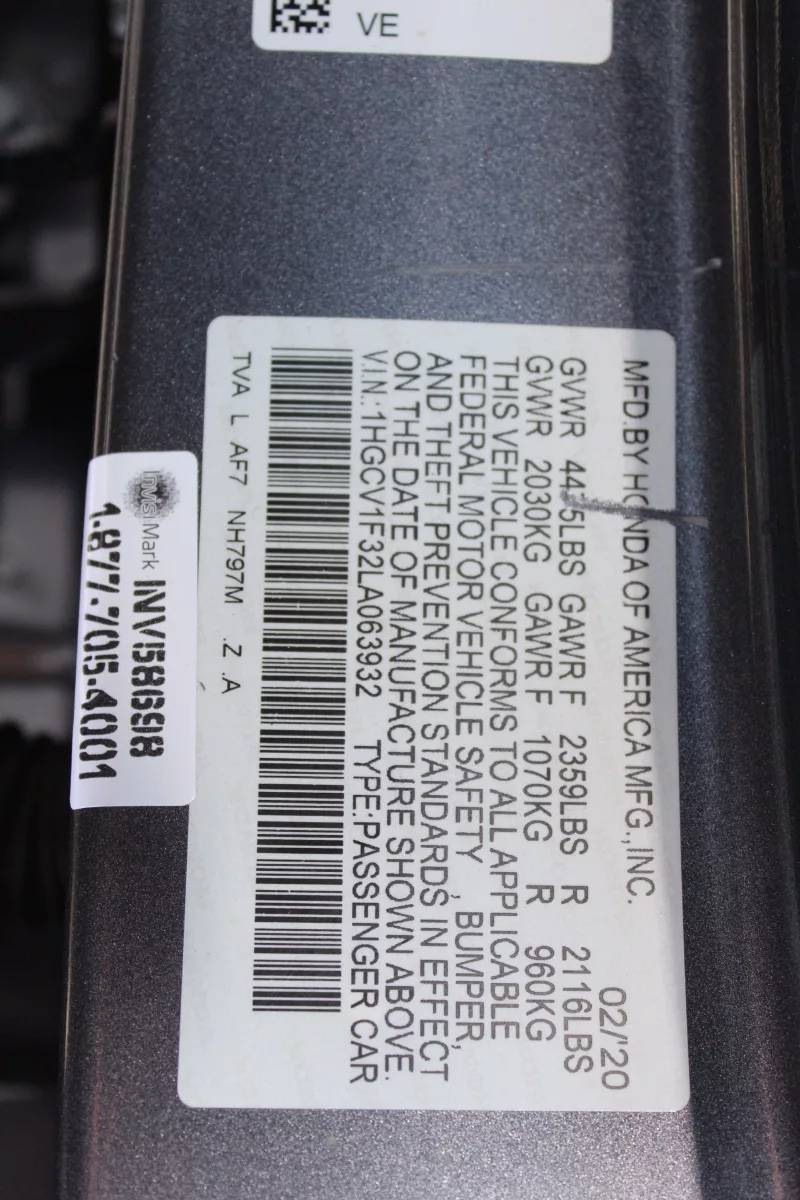 VE
MFD.BY HONDA OF AMERICA MFG.,INC. 02/'20
GVWR LBS GAWR F 2359LBS R 2116LBS
GVWR 2030KG GAWR F 1070KG R 960KG
THIS VEHICLE CONFORMS TO ALL APPLICABLE
FEDERAL MOTOR VEHICLE SAFETY , BUMPER,
AND THEFT PREVENTION STANDARDS IN EFFECT
ON THE DATE OF MANUFACTURE SHOWN ABOVE.
V.I.N.: 1HGCV1F32LA063932 TYPE:PASSENGER CAR
TVA L AF7 NH797M .Z .A
InvisiMark INV58698
1-877-705-4001